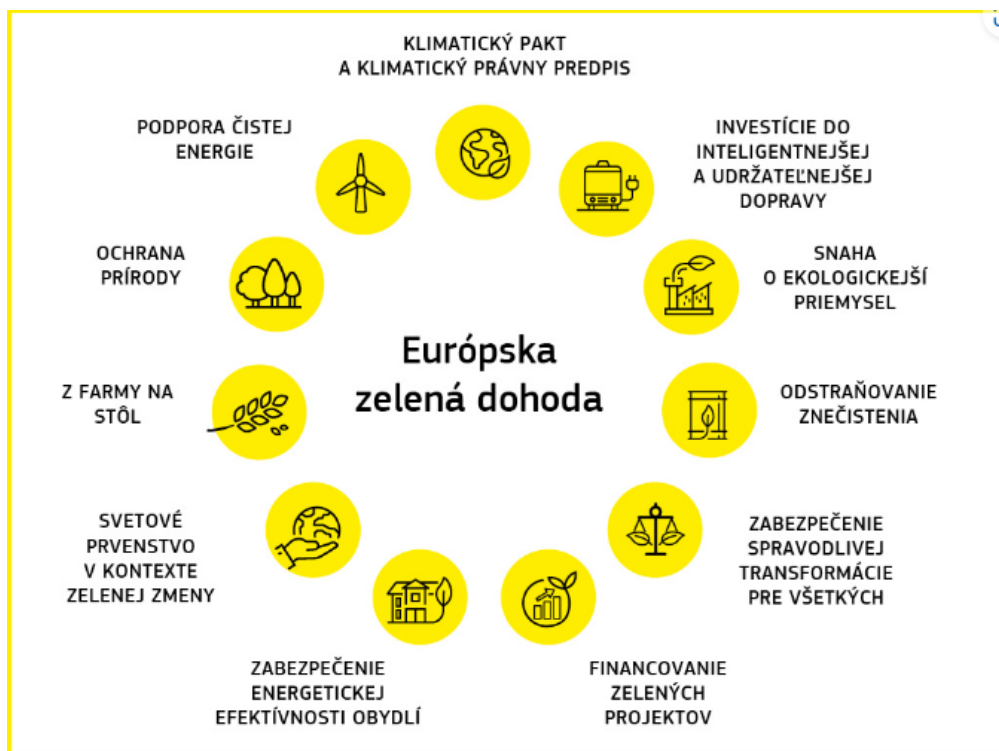 KLIMATICKÝ PAKT
A KLIMATICKÝ PRÁVNY PREDPIS
PODPORA ČISTEJ
ENERGIE
INVESTÍCIE DO
INTELIGENTNEJŠEJ
A UDRŽATEĽNEJŠEJ
DOPRAVY
OCHRANA
PRÍRODY
SNAHA
O EKOLOGICKEJŠÍ
PRIEMYSEL
Európska
zelená dohoda
Z FARMY NA
STÔL
ODSTRAŇOVANIE
ZNEČISTENIA
SVETOVÉ
PRVENSTVO
V KONTEXTE
ZELENEJ ZMENY
ZABEZPEČENIE
SPRAVODLIVEJ
TRANSFORMÁCIE
PRE VŠETKÝCH
ZABEZPEČENIE
ENERGETICKEJ
EFEKTÍVNOSTI OBYDLÍ
FINANCOVANIE
ZELENÝCH
PROJEKTOV